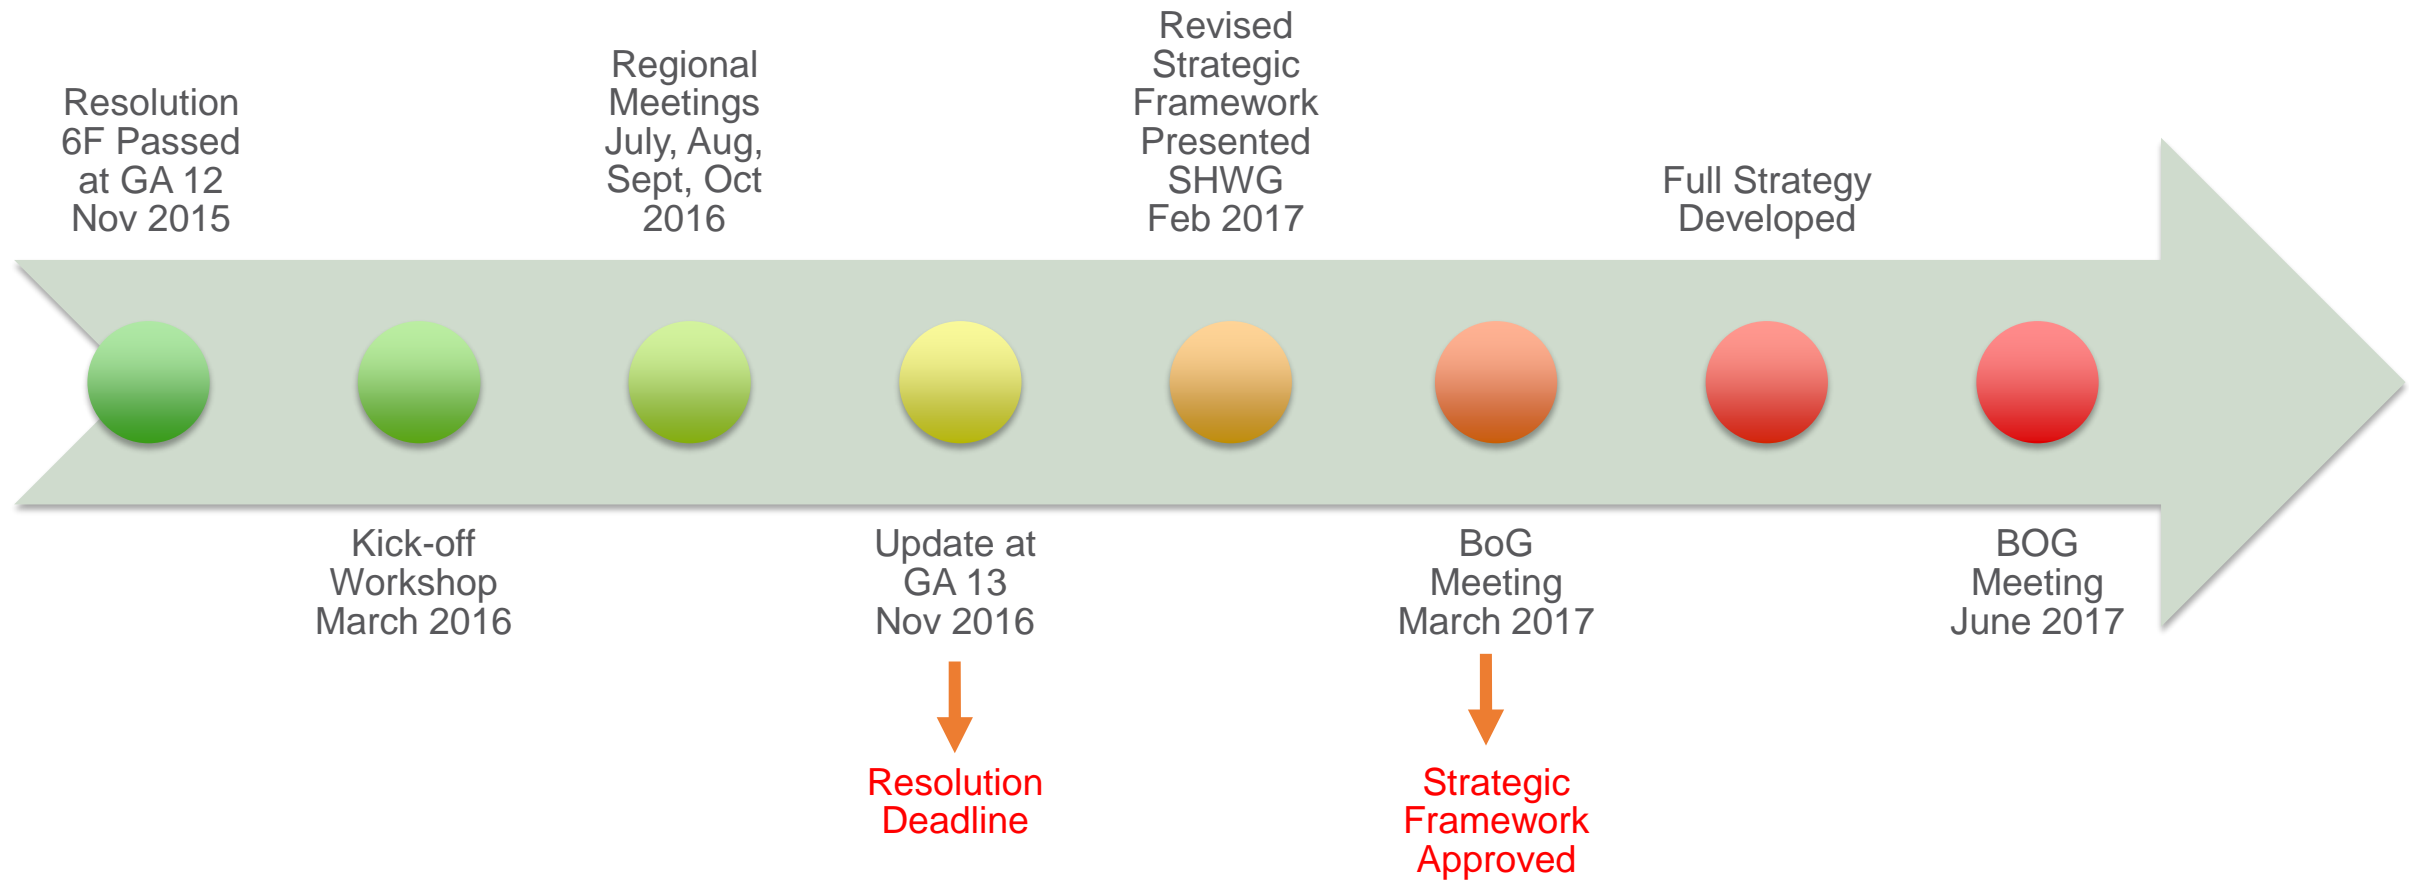 Resolution
6F Passed
at GA 12
Nov 2015
Kick-off
Workshop
March 2016
Regional
Meetings
July, Aug,
Sept, Oct
2016
Update at
GA 13
Nov 2016
Resolution
Deadline
Revised
Strategic
Framework
Presented
SHWG
Feb 2017
BoG
Meeting
March 2017
Strategic
Framework
Approved
Full Strategy
Developed
BOG
Meeting
June 2017